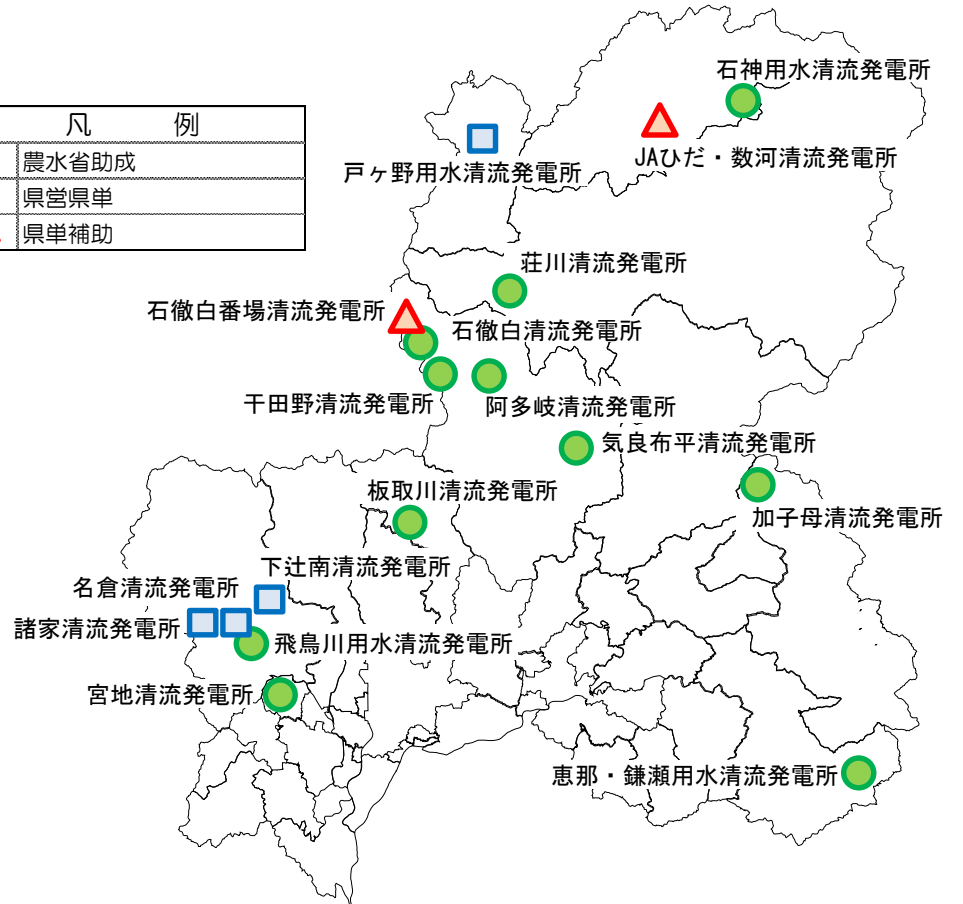 石神用水清流発電所
凡 例
農水省助成
県営県単
県単補助
JAひだ・数河清流発電所
戸ヶ野用水清流発電所
荘川清流発電所
石徹白番場清流発電所
石徹白清流発電所
干田野清流発電所
阿多岐清流発電所
気良布平清流発電所
板取川清流発電所
加子母清流発電所
下辻南清流発電所
名倉清流発電所
諸家清流発電所
飛鳥川用水清流発電所
宮地清流発電所
恵那・鎌瀬用水清流発電所